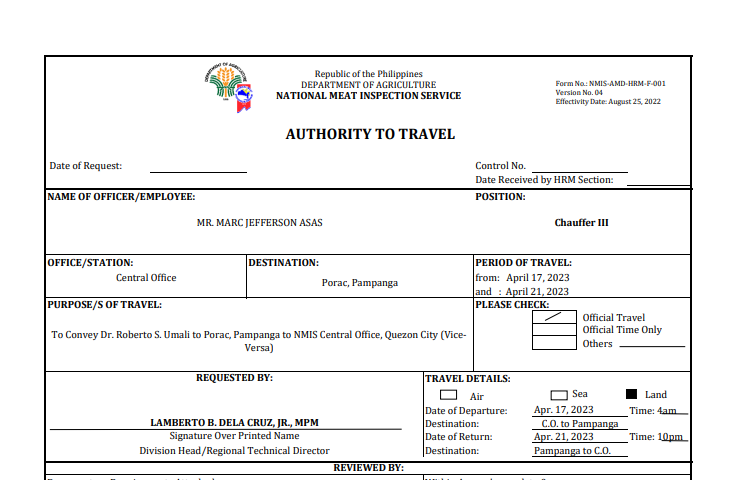 Republic of the Philippines
DEPARTMENT OF AGRICULTURE
NATIONAL MEAT INSPECTION SERVICE
Form No.: NMIS-AMD-HRM-F-001
Version No. 04
Effectivity Date: August 25, 2022
AUTHORITY TO TRAVEL
Date of Request:
Control No.
Date Received by HRM Section:
NAME OF OFFICER/EMPLOYEE:
MR. MARC JEFFERSON ASAS
POSITION:
Chauffer III
OFFICE/STATION:
Central Office
DESTINATION:
Porac, Pampanga
PERIOD OF TRAVEL:
from: April 17, 2023
and : April 21, 2023
PURPOSE/S OF TRAVEL:
To Convey Dr. Roberto S. Umali to Porac, Pampanga to NMIS Central Office, Quezon City (Vice-
Versa)
PLEASE CHECK:
Official Travel
Official Time Only
Others
REQUESTED BY:
LAMBERTO B. DELA CRUZ, JR., MPM
Signature Over Printed Name
Division Head/Regional Technical Director
TRAVEL DETAILS:
Air Sea Land
Date of Departure: Apr. 17, 2023 Time: 4am
Destination: C.O. to Pampanga
Date of Return: Apr. 21, 2023 Time: 10pm
Destination: Pampanga to C.O.
REVIEWED BY: